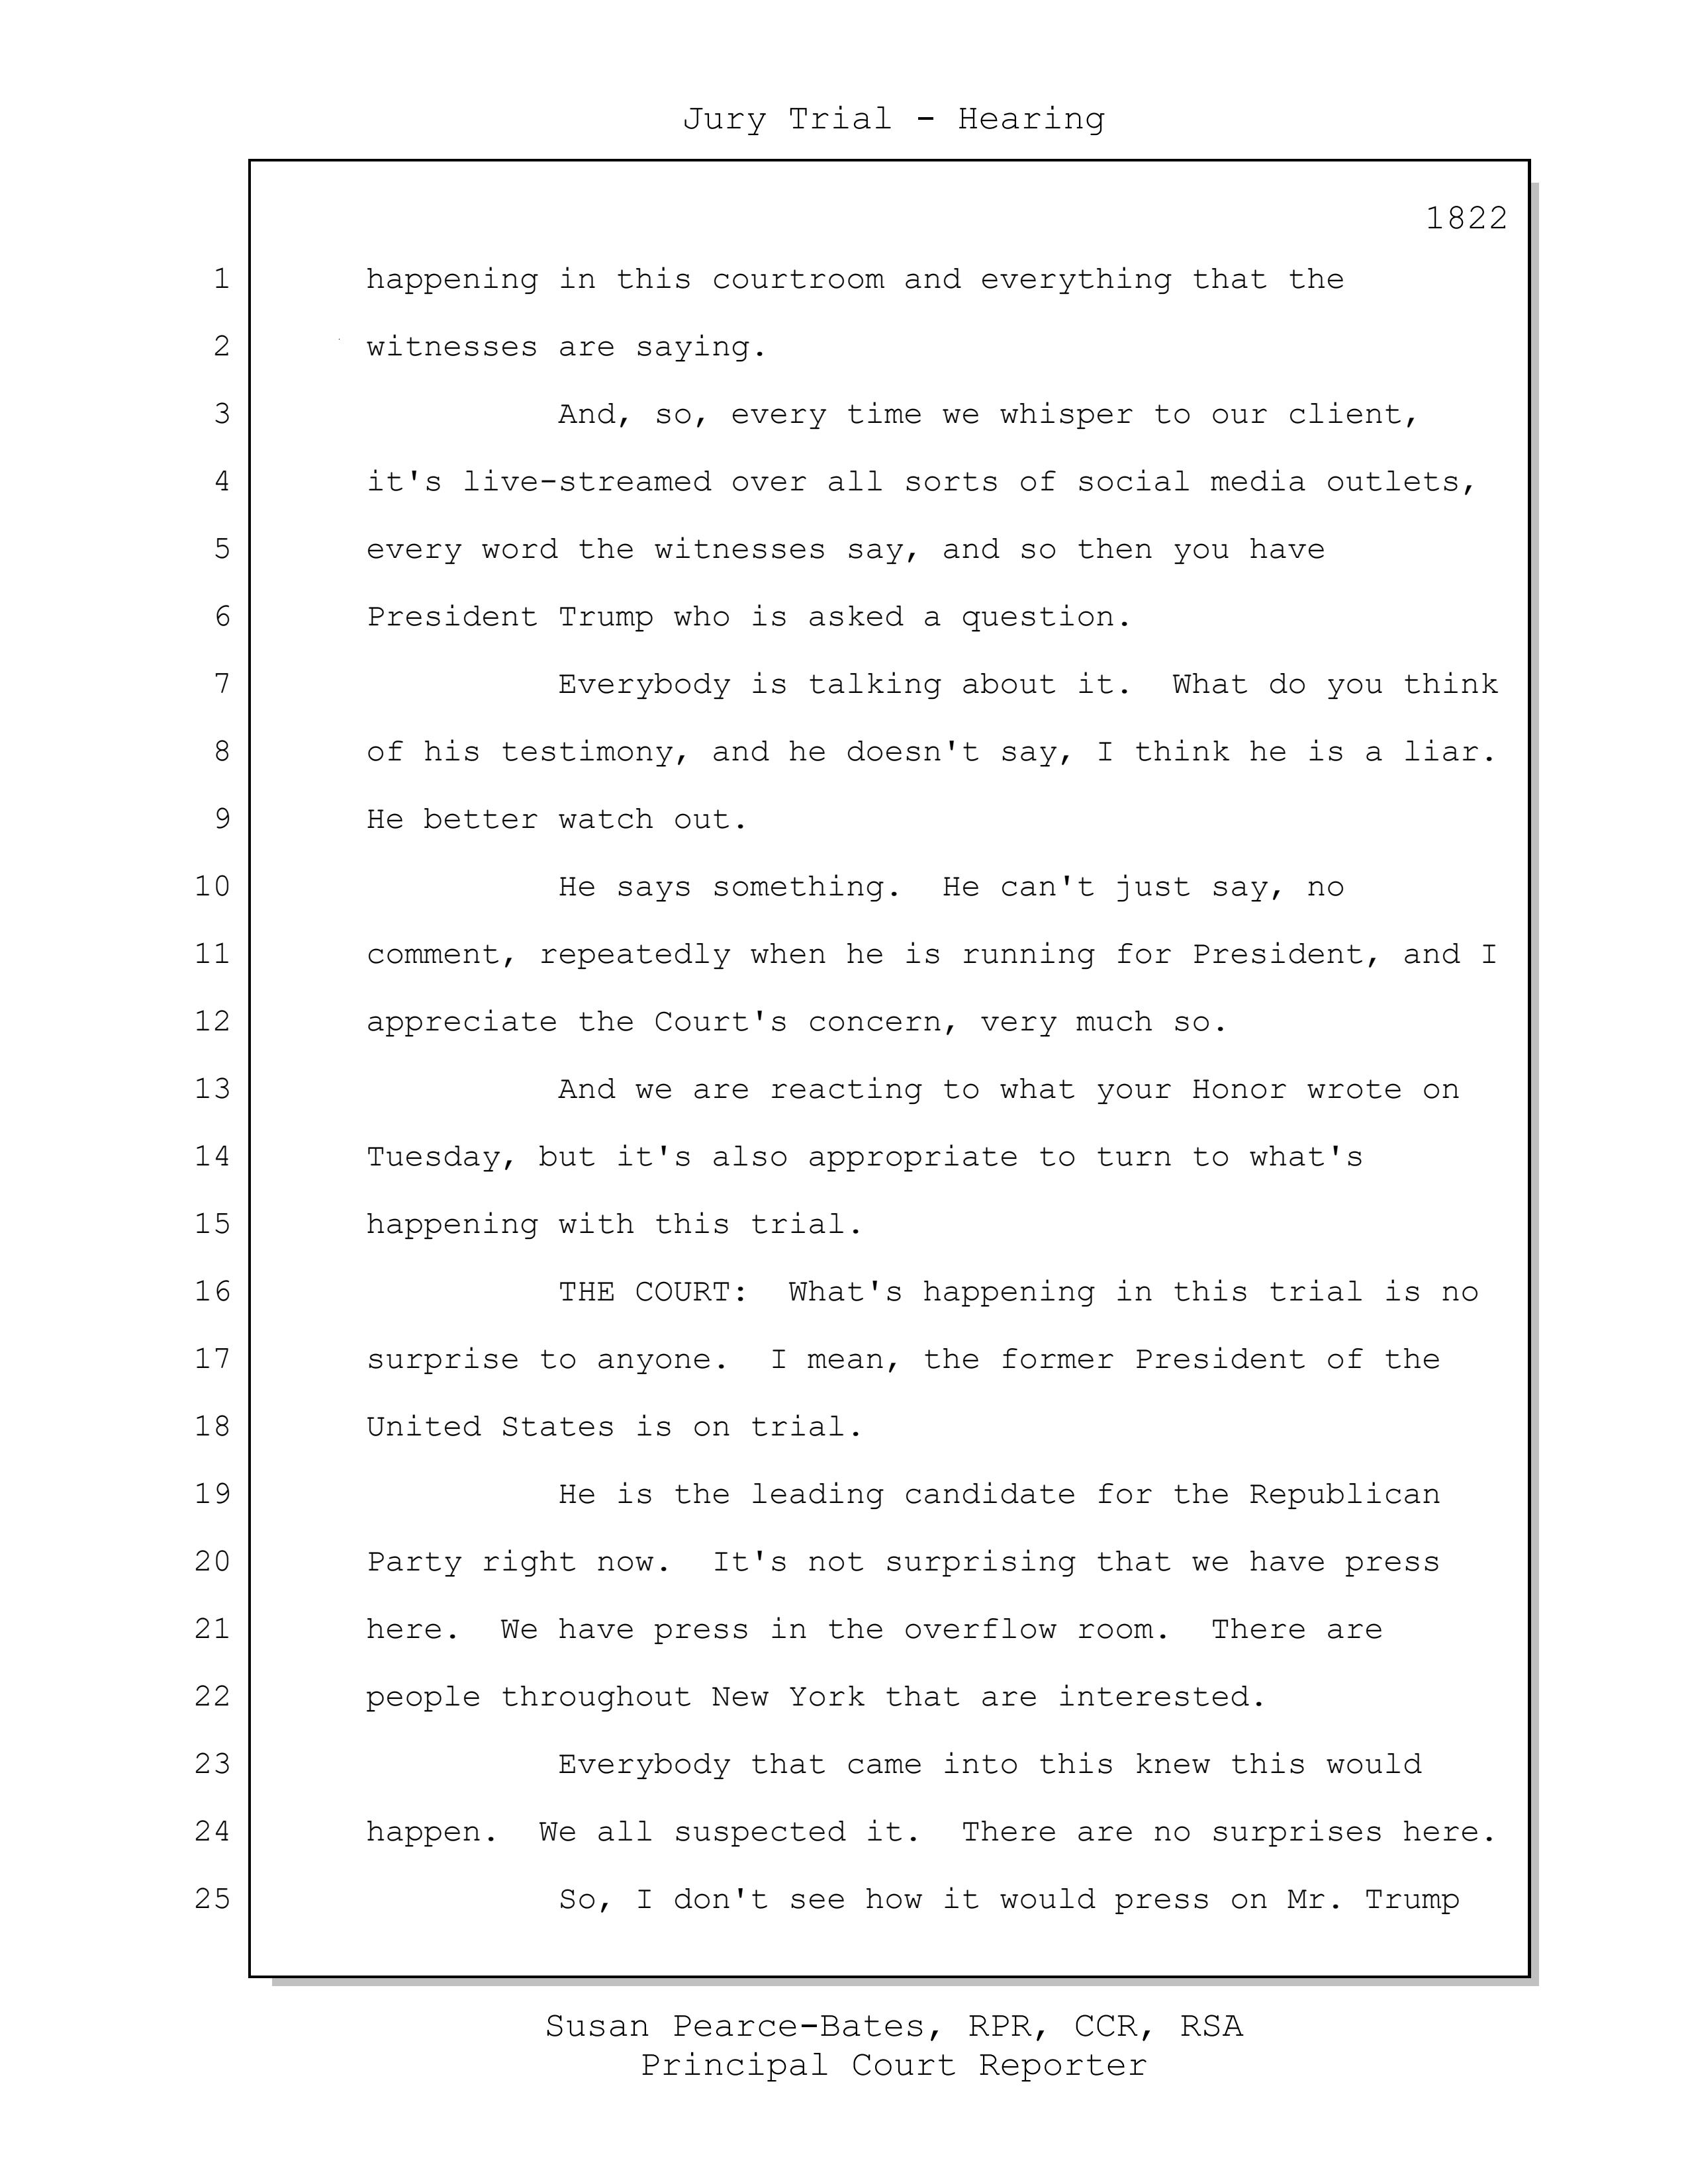 Jury Trial - Hearing
1822
1 happening in this courtroom and everything that the
2 witnesses are saying.
3 And, so, every time we whisper to our client,
4 it's live-streamed over all sorts of social media outlets,
5 every word the witnesses say, and so then you have
6 President Trump who is asked a question.
7 Everybody is talking about it.  What do you think
8 of his testimony, and he doesn't say, I think he is a liar.
9 He better watch out.
10 He says something.  He can't just say, no
11 comment, repeatedly when he is running for President, and I
12 appreciate the Court's concern, very much so.
13 And we are reacting to what your Honor wrote on
14 Tuesday, but it's also appropriate to turn to what's
15 happening with this trial.
16 THE COURT:  What's happening in this trial is no
17 surprise to anyone.  I mean, the former President of the
18 United States is on trial.
19 He is the leading candidate for the Republican
20 Party right now.  It's not surprising that we have press
21 here.  We have press in the overflow room.  There are
22 people throughout New York that are interested.
23 Everybody that came into this knew this would
24 happen.  We all suspected it.  There are no surprises here.
25 So, I don't see how it would press on Mr. Trump
Susan Pearce-Bates, RPR, CCR, RSA
Principal Court Reporter